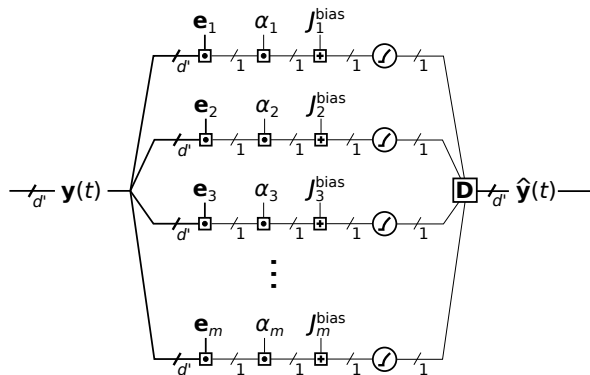 e₁ α₁ J₁ᵇⁱᵃˢ
d' 1 1 1 1
e₂ α₂ J₂ᵇⁱᵃˢ
d' 1 1 1 1
d' y(t) D d' ŷ(t)
e₃ α₃ J₃ᵇⁱᵃˢ
d' 1 1 1 1
⋮
eₘ αₘ Jₘᵇⁱᵃˢ
d' 1 1 1 1